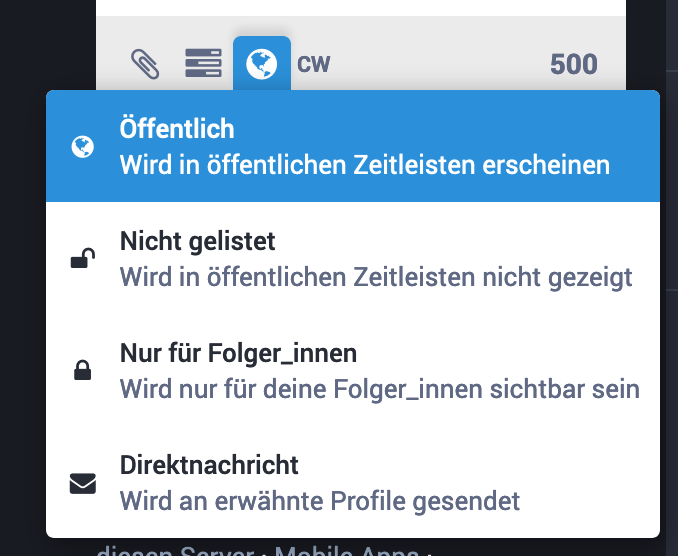 CW 500
Öffentlich
Wird in öffentlichen Zeitleisten erscheinen
Nicht gelistet
Wird in öffentlichen Zeitleisten nicht gezeigt
Nur für Folger_innen
Wird nur für deine Folger_innen sichtbar sein
Direktnachricht
Wird an erwähnte Profile gesendet
diesen Server · Mobile Apps ·